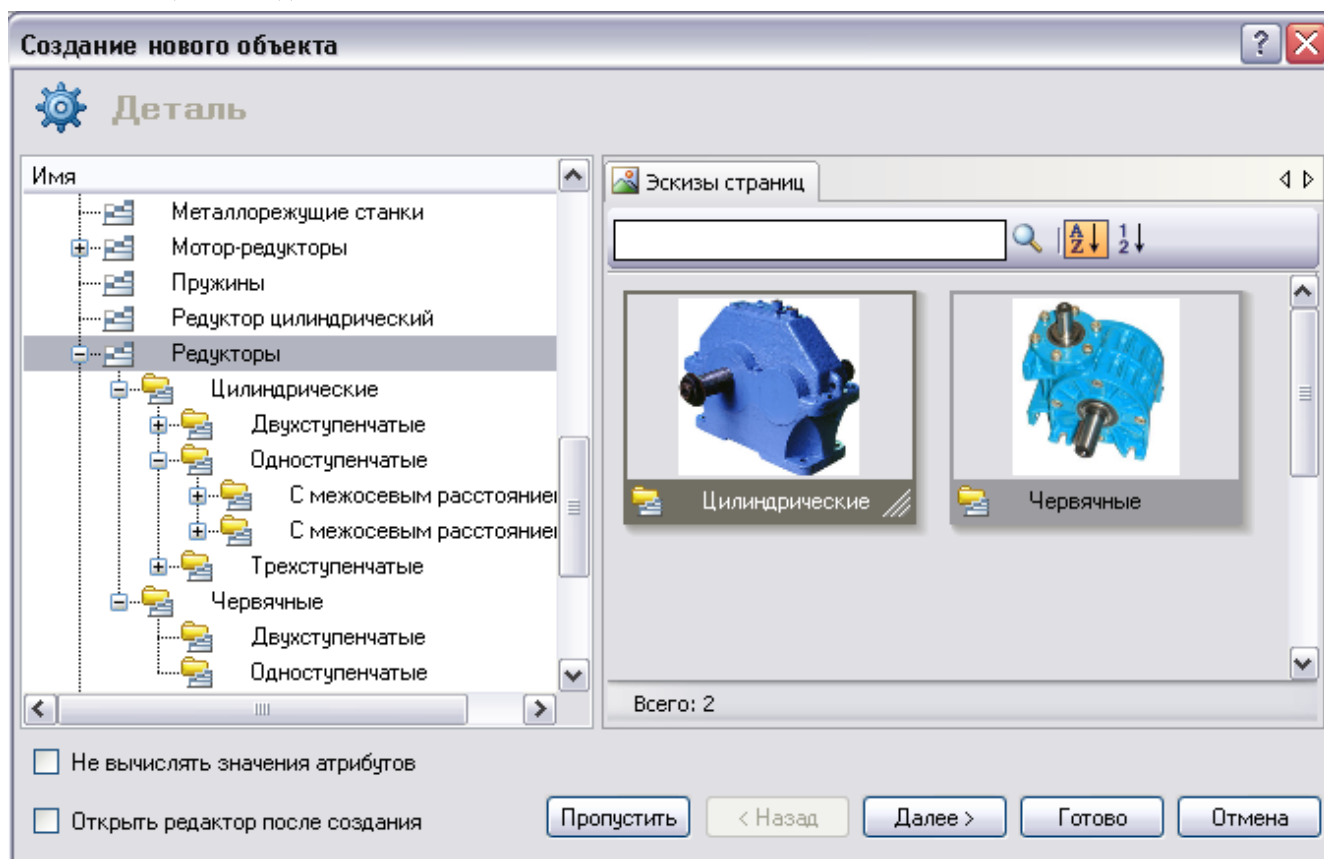 Создание нового объекта
Деталь
Имя
Металлорежущие станки
Мотор-редукторы
Пружины
Редуктор цилиндрический
Редукторы
Цилиндрические
Двухступенчатые
Одноступенчатые
С межосевым расстояние
С межосевым расстояние
Трехступенчатые
Червячные
Двухступенчатые
Одноступенчатые
Эскизы страниц
Цилиндрические
Червячные
Всего: 2
Не вычислять значения атрибутов
Открыть редактор после создания
Пропустить
< Назад
Далее >
Готово
Отмена